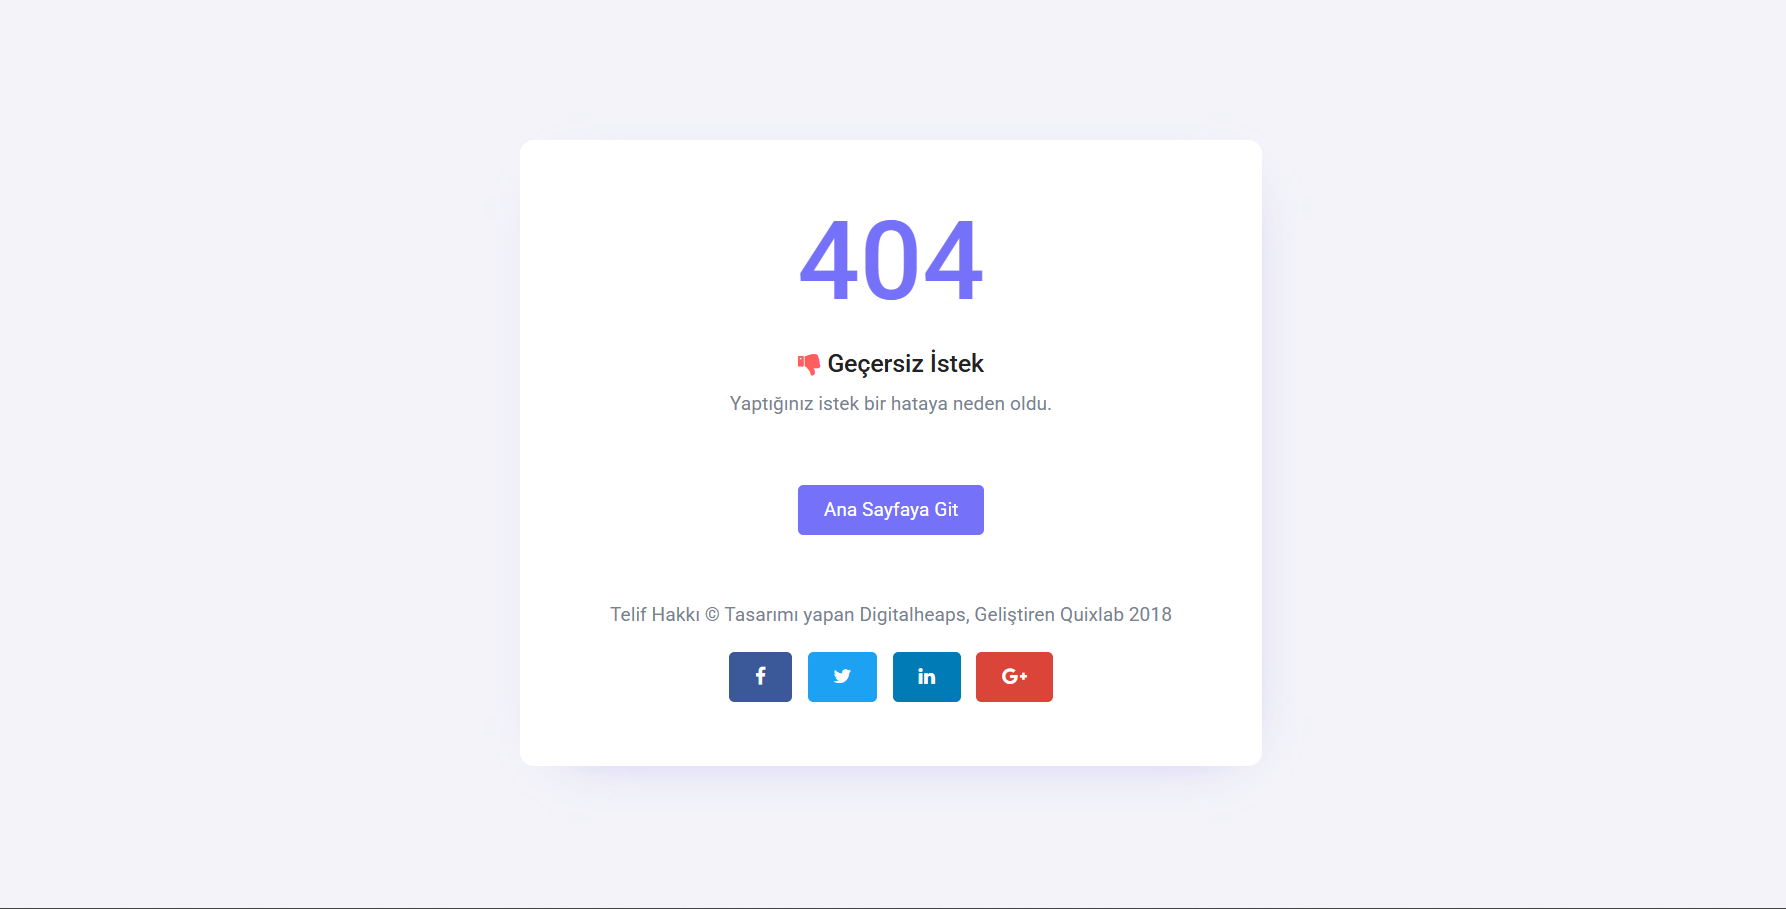 404
Geçersiz İstek
Yaptığınız istek bir hataya neden oldu.
Ana Sayfaya Git
Telif Hakkı © Tasarımı yapan Digitalheaps, Geliştiren Quixlab 2018